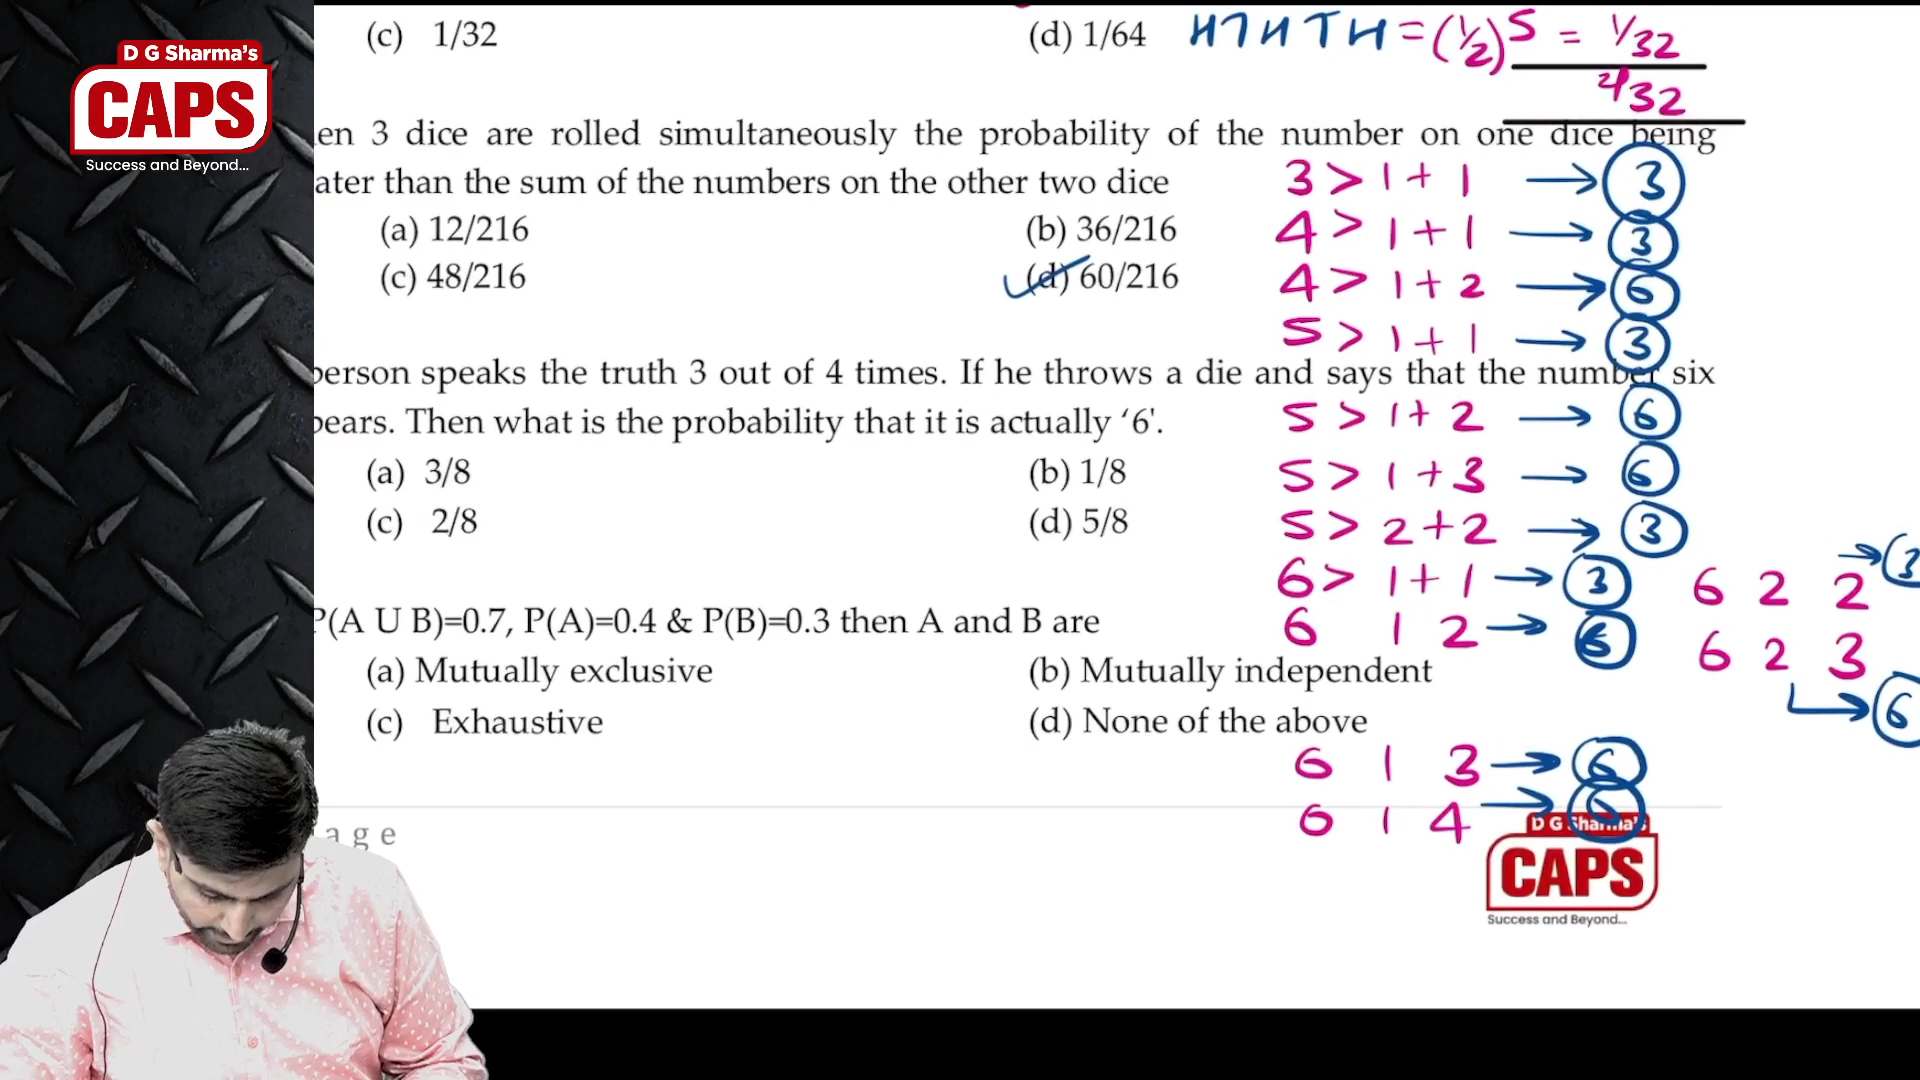 D G Sharma's
CAPS
Success and Beyond...
(c) 1/32
(d) 1/64
HTHTH = (1/2)5 = 1/32
2/32
en 3 dice are rolled simultaneously the probability of the number on one dice being
ater than the sum of the numbers on the other two dice
(a) 12/216
(b) 36/216
(c) 48/216
(d) 60/216
3 > 1 + 1 → 3
4 > 1 + 1 → 3
4 > 1 + 2 → 6
5 > 1 + 1 → 3
person speaks the truth 3 out of 4 times. If he throws a die and says that the number six
pears. Then what is the probability that it is actually ‘6'.
(a) 3/8
(b) 1/8
(c) 2/8
(d) 5/8
5 > 1 + 2 → 6
5 > 1 + 3 → 6
5 > 2 + 2 → 3
6 > 1 + 1 → 3
6 2 2 → 3
P(A U B)=0.7, P(A)=0.4 & P(B)=0.3 then A and B are
6 1 2 → 6
6 2 3
→ 6
(a) Mutually exclusive
(b) Mutually independent
(c) Exhaustive
(d) None of the above
6 1 3 → 6
6 1 4 → 6
a g e
D G Sharma's
CAPS
Success and Beyond...